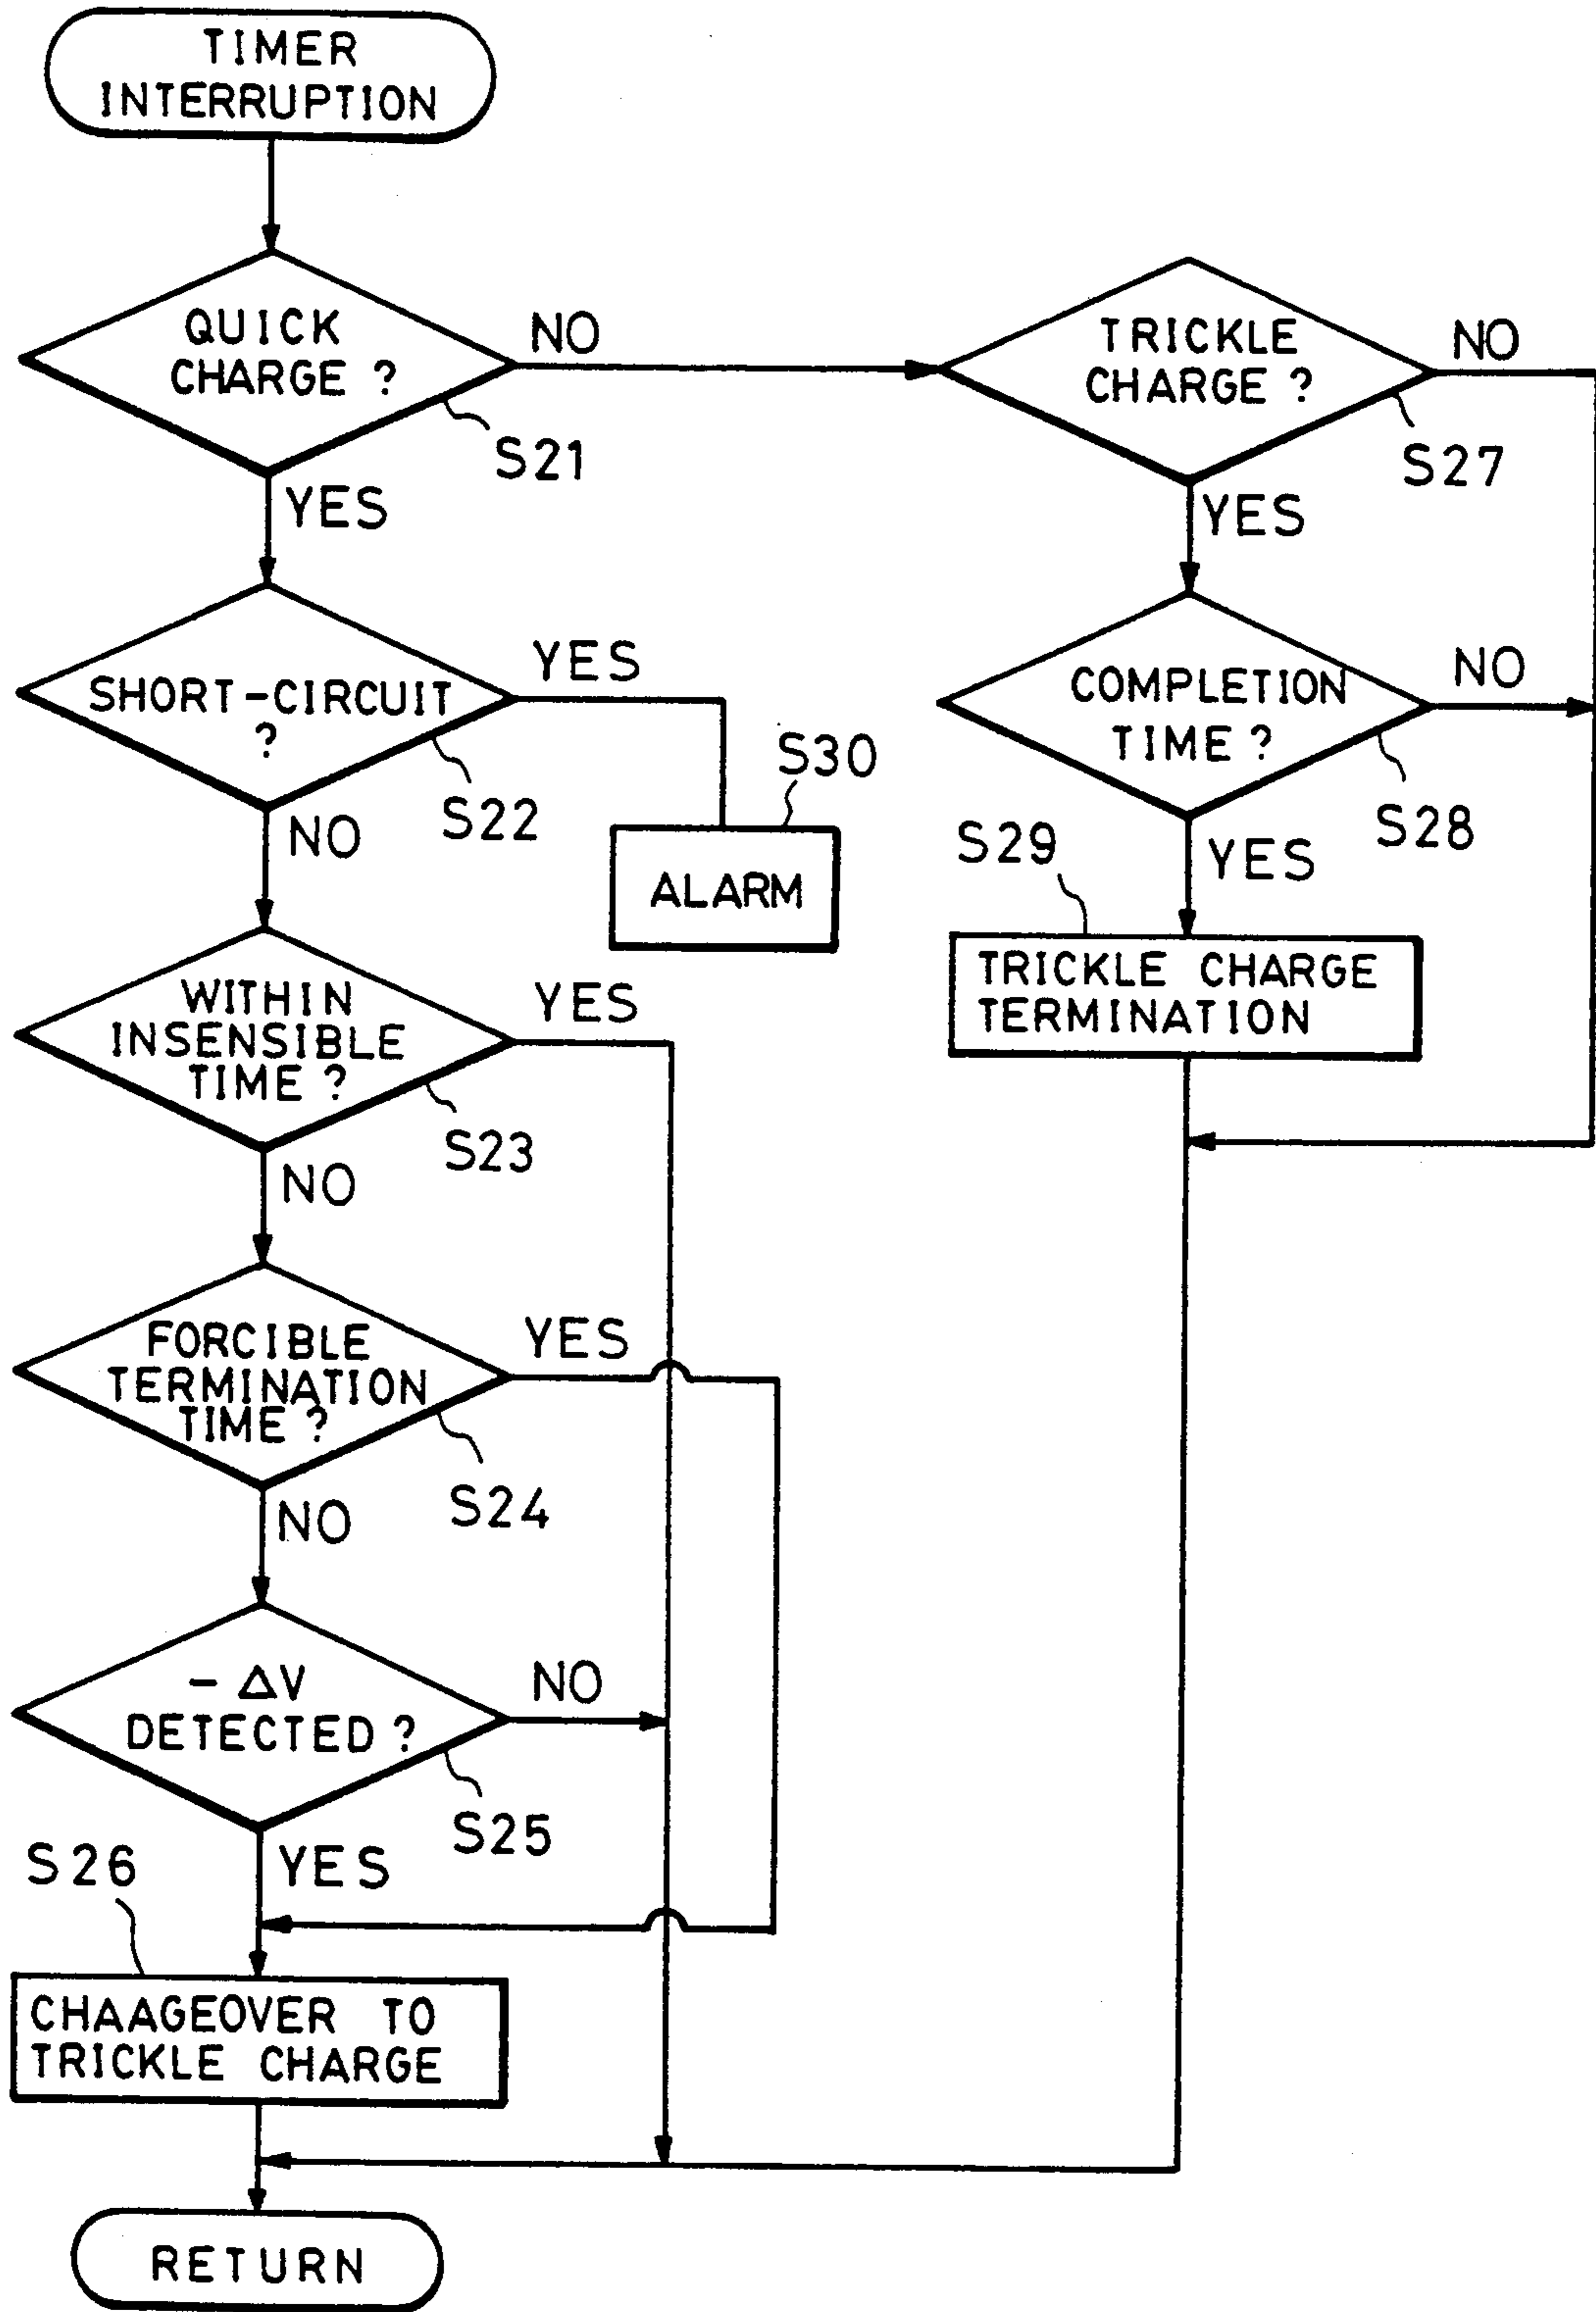 TIMER
INTERRUPTION
QUICK
CHARGE ?
NO
S21
YES
SHORT-CIRCUIT
?
YES
S22
NO
S30
ALARM
WITHIN
INSENSIBLE
TIME ?
YES
S23
NO
FORCIBLE
TERMINATION
TIME ?
YES
S24
NO
- ΔV
DETECTED ?
NO
S25
YES
S26
CHAAGEOVER TO
TRICKLE CHARGE
RETURN
TRICKLE
CHARGE ?
NO
S27
YES
COMPLETION
TIME ?
NO
S28
YES
S29
TRICKLE CHARGE
TERMINATION